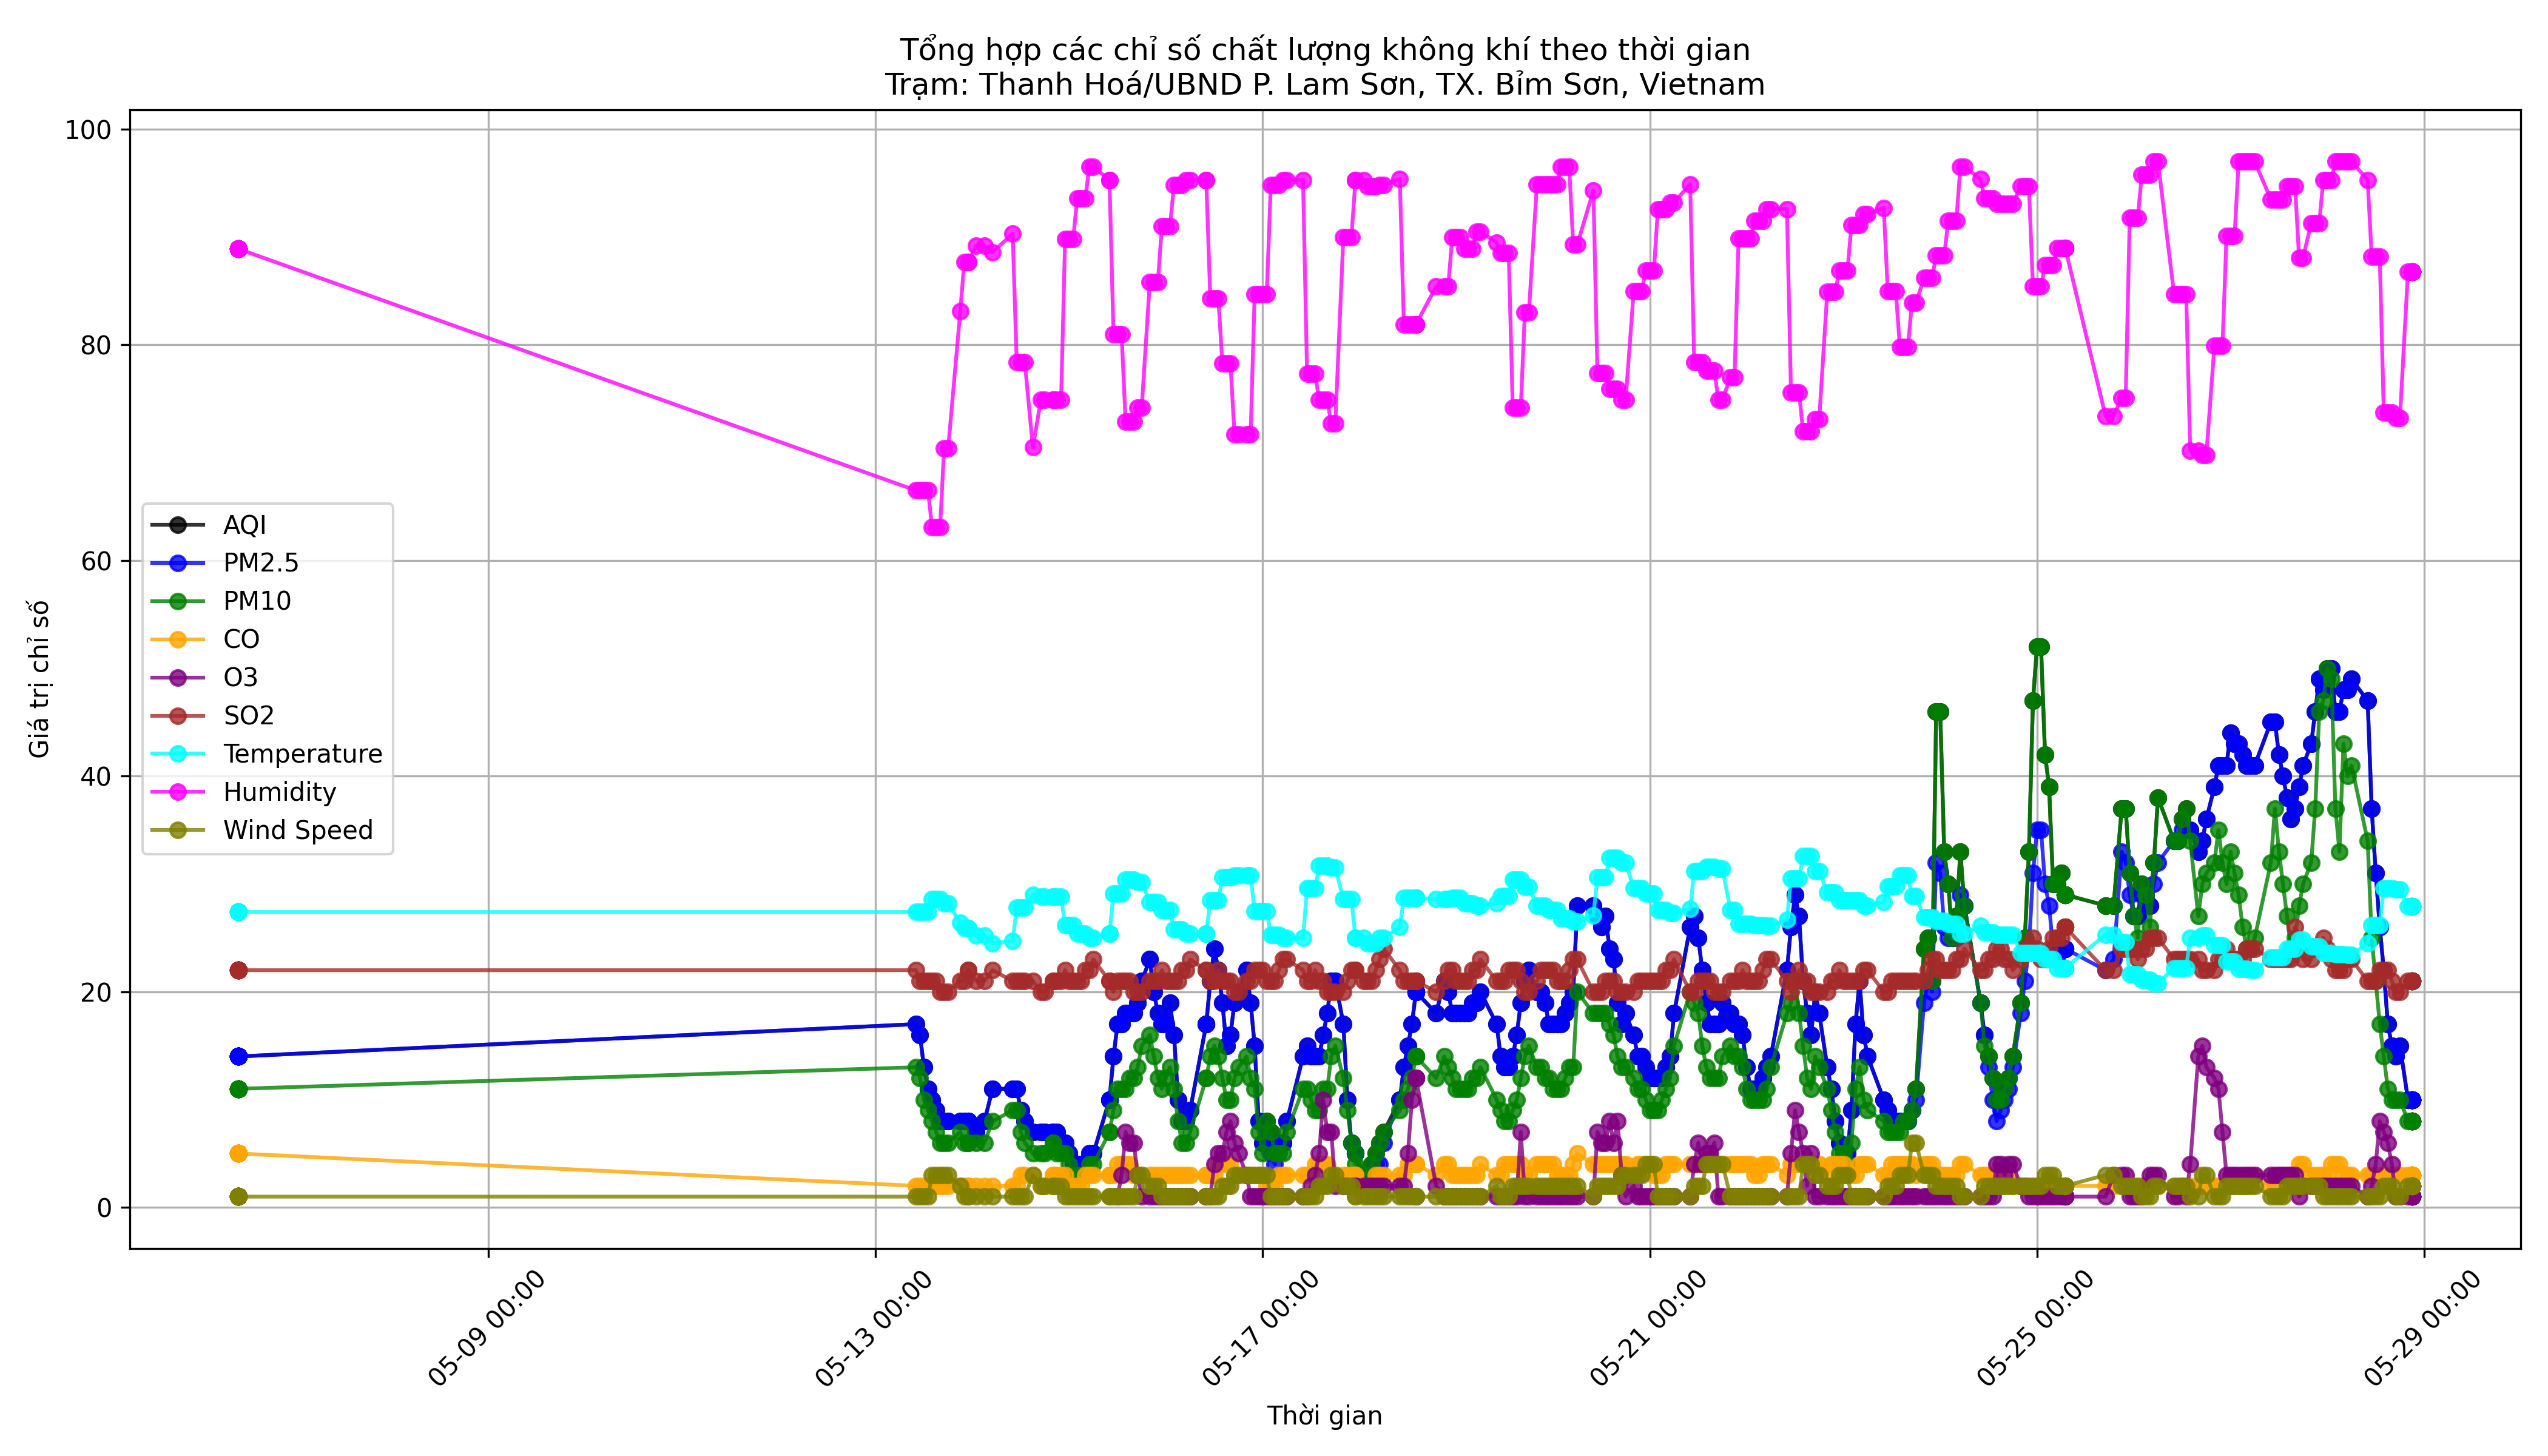 Tổng hợp các chỉ số chất lượng không khí theo thời gian
Trạm: Thanh Hoá/UBND P. Lam Sơn, TX. Bỉm Sơn, Vietnam
Giá trị chỉ số
100
80
60
40
20
0
AQI
PM2.5
PM10
CO
O3
SO2
Temperature
Humidity
Wind Speed
05-09 00:00
05-13 00:00
05-17 00:00
05-21 00:00
05-25 00:00
05-29 00:00
Thời gian